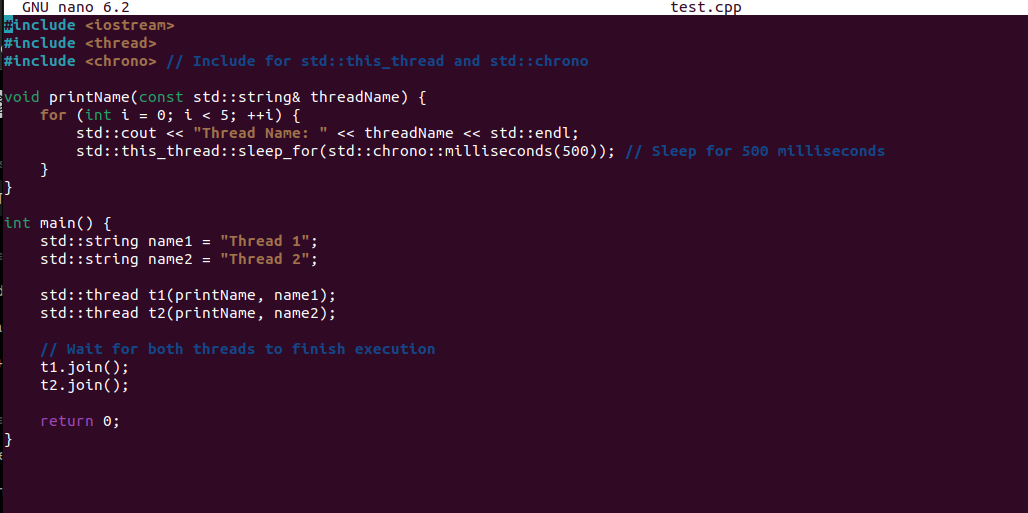 GNU nano 6.2 test.cpp
#include <iostream>
#include <thread>
#include <chrono> // Include for std::this_thread and std::chrono

void printName(const std::string& threadName) {
    for (int i = 0; i < 5; ++i) {
        std::cout << "Thread Name: " << threadName << std::endl;
        std::this_thread::sleep_for(std::chrono::milliseconds(500)); // Sleep for 500 milliseconds
    }
}

int main() {
    std::string name1 = "Thread 1";
    std::string name2 = "Thread 2";

    std::thread t1(printName, name1);
    std::thread t2(printName, name2);

    // Wait for both threads to finish execution
    t1.join();
    t2.join();

    return 0;
}